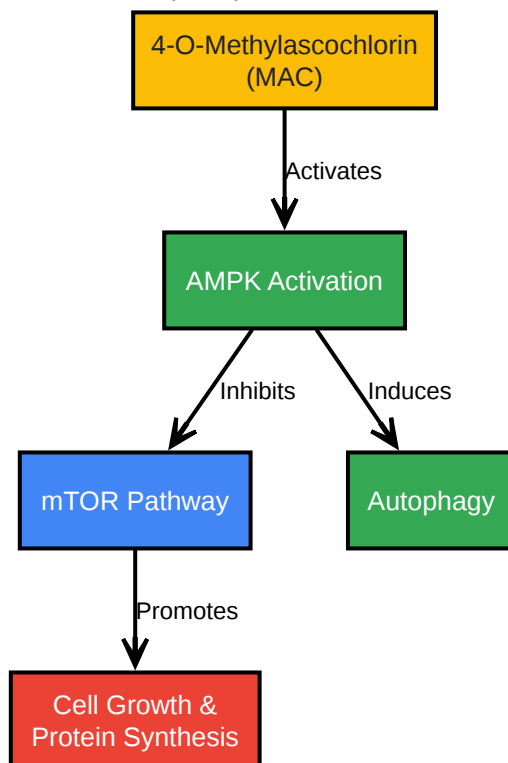 4-O-Methylascochlorin
(MAC)
Activates
AMPK Activation
Inhibits
Induces
mTOR Pathway
Autophagy
Promotes
Cell Growth &
Protein Synthesis